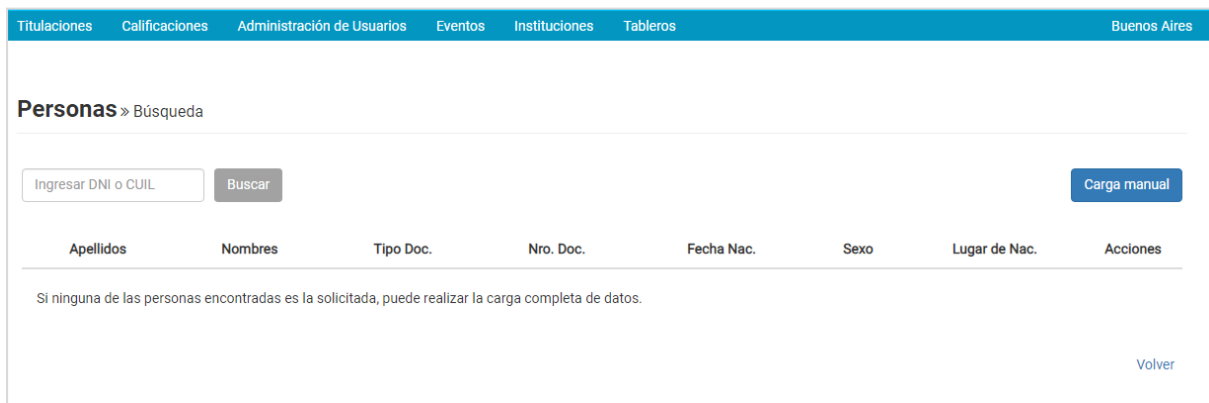 Titulaciones Calificaciones Administración de Usuarios Eventos Instituciones Tableros Buenos Aires
Personas » Búsqueda
Ingresar DNI o CUIL Buscar Carga manual
Apellidos Nombres Tipo Doc. Nro. Doc. Fecha Nac. Sexo Lugar de Nac. Acciones
Si ninguna de las personas encontradas es la solicitada, puede realizar la carga completa de datos.
Volver